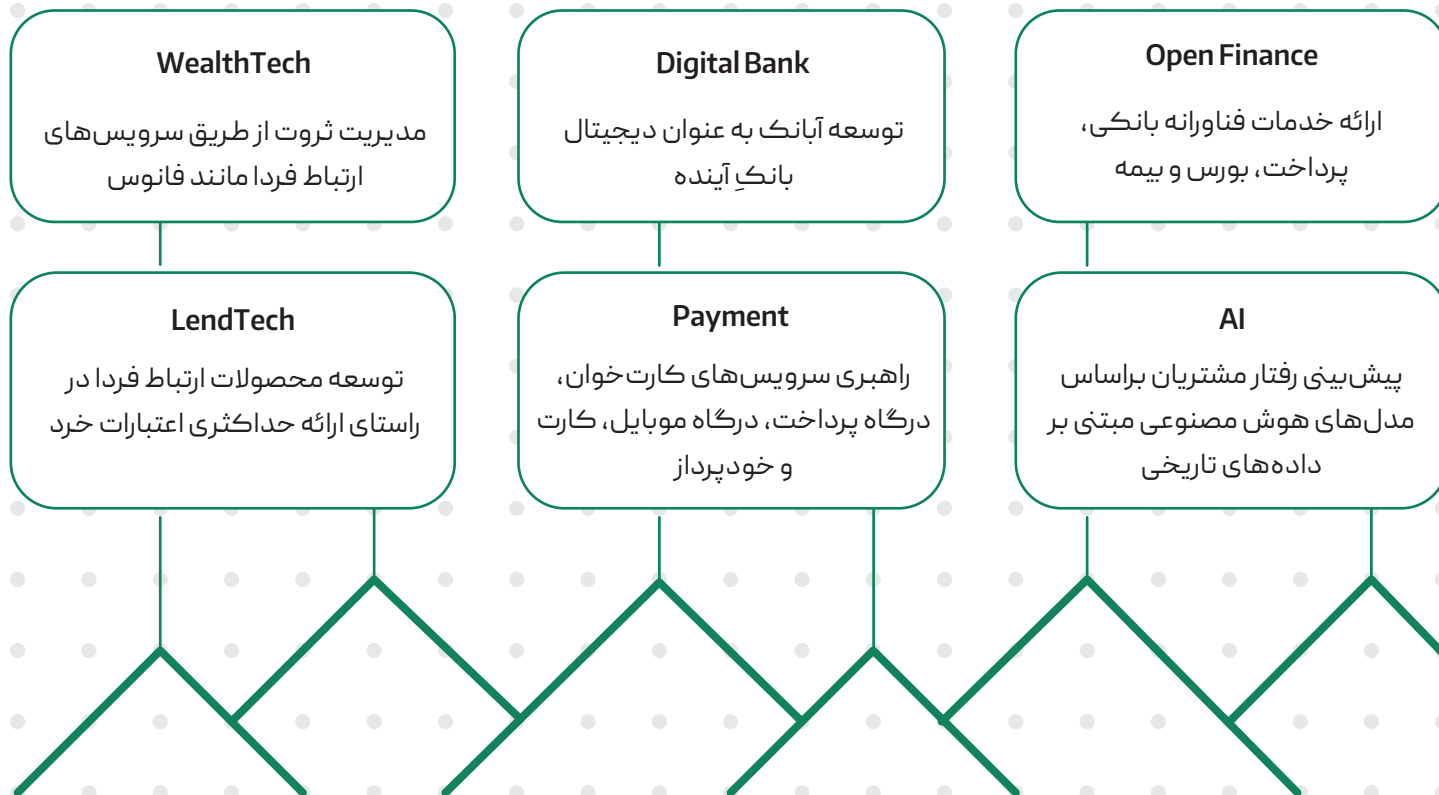 WealthTech
مدیریت ثروت از طریق سرویس‌های
ارتباط فردا مانند فانوس
Digital Bank
توسعه آبانک به عنوان دیجیتال
بانکِ آینده
Open Finance
ارائه خدمات فناورانه بانکی،
پرداخت، بورس و بیمه
LendTech
توسعه محصولات ارتباط فردا در
راستای ارائه حداکثری اعتبارات خرد
Payment
راهبری سرویس‌های کارت‌خوان،
درگاه پرداخت، درگاه موبایل، کارت
و خودپرداز
AI
پیش‌بینی رفتار مشتریان براساس
مدل‌های هوش مصنوعی مبتنی بر
داده‌های تاریخی